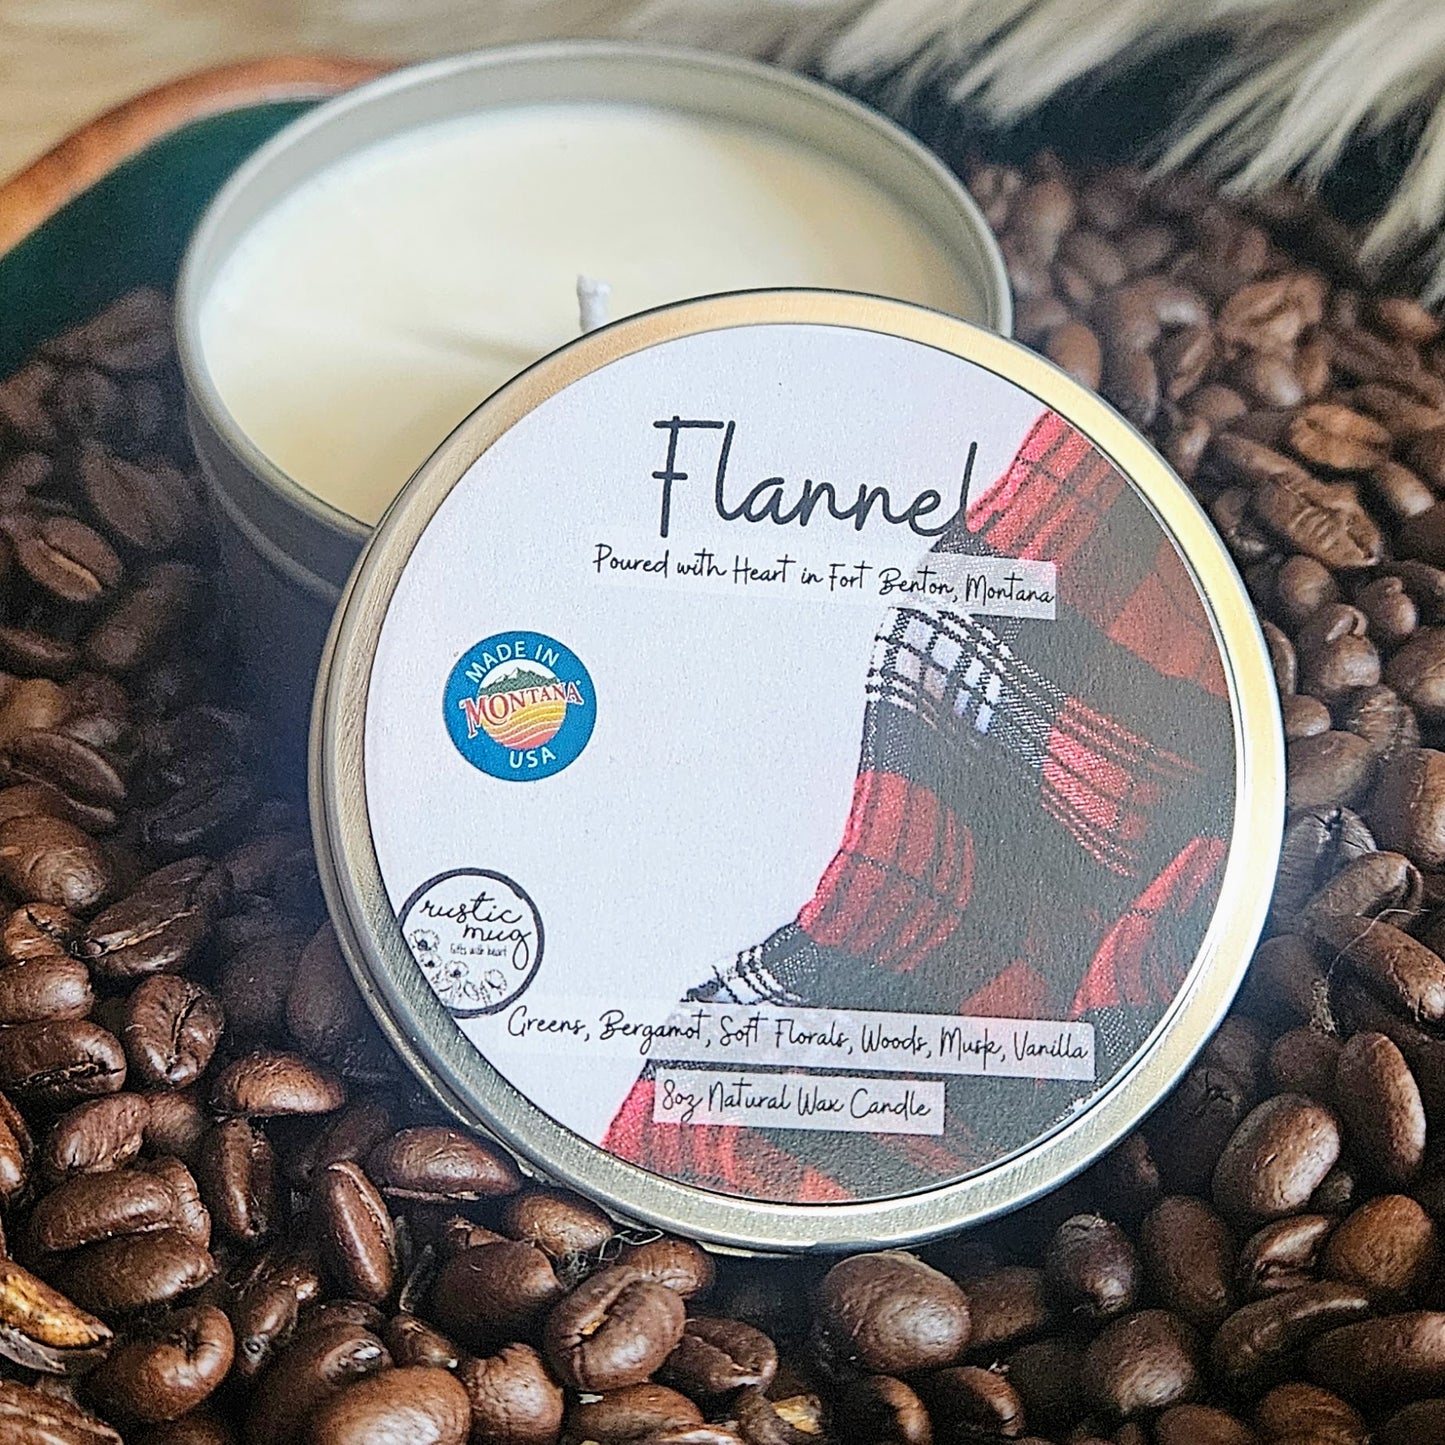 Flannel
Poured with Heart in Fort Benton, Montana
MADE IN
MONTANA
USA
rustic
mug
Gifts with heart
Greens, Bergamot, Soft Florals, Woods, Musk, Vanilla
8oz Natural Wax Candle